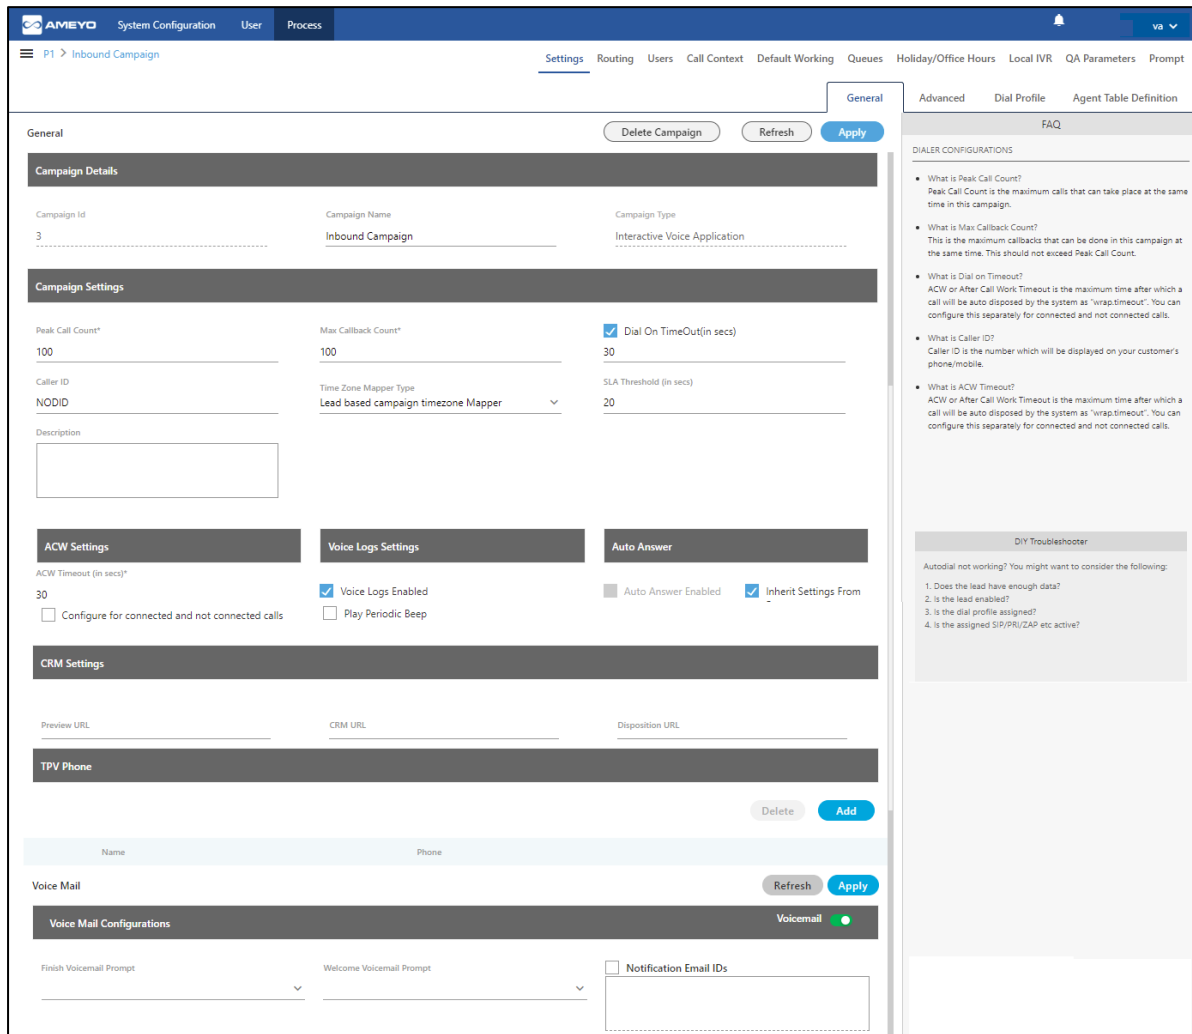 AMEYO System Configuration User Process va
P1 > Inbound Campaign
Settings Routing Users Call Context Default Working Queues Holiday/Office Hours Local IVR QA Parameters Prompt
General Advanced Dial Profile Agent Table Definition
General Delete Campaign Refresh Apply
Campaign Details
Campaign Id Campaign Name Campaign Type
3 Inbound Campaign Interactive Voice Application
Campaign Settings
Peak Call Count* Max Callback Count* Dial On TimeOut(in secs)
100 100 30
Caller ID Time Zone Mapper Type SLA Threshold (in secs)
NODID Lead based campaign timezone Mapper 20
Description
ACW Settings Voice Logs Settings Auto Answer
ACW Timeout (in secs)*
30
Voice Logs Enabled Auto Answer Enabled Inherit Settings From
Configure for connected and not connected calls Play Periodic Beep
CRM Settings
Preview URL CRM URL Disposition URL
TPV Phone
Delete Add
Name Phone
Voice Mail Refresh Apply
Voice Mail Configurations Voicemail
Finish Voicemail Prompt Welcome Voicemail Prompt Notification Email IDs
FAQ
DIALER CONFIGURATIONS
• What is Peak Call Count?
Peak Call Count is the maximum calls that can take place at the same
time in this campaign.
• What is Max Callback Count?
This is the maximum callbacks that can be done in this campaign at
the same time. This should not exceed Peak Call Count.
• What is Dial on Timeout?
ACW or After Call Work Timeout is the maximum time after which a
call will be auto disposed by the system as "wrap.timeout". You can
configure this separately for connected and not connected calls.
• What is Caller ID?
Caller ID is the number which will be displayed on your customer's
phone/mobile.
• What is ACW Timeout?
ACW or After Call Work Timeout is the maximum time after which a
call will be auto disposed by the system as "wrap.timeout". You can
configure this separately for connected and not connected calls.
DIY Troubleshooter
Autodial not working? You might want to consider the following:
1. Does the lead have enough data?
2. Is the lead enabled?
3. Is the dial profile assigned?
4. Is the assigned SIP/PRI/ZAP etc active?